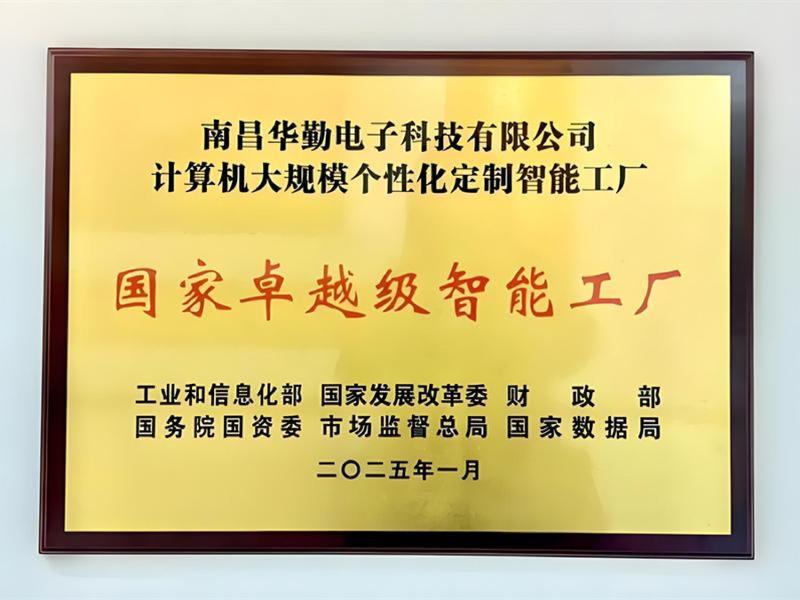 南昌华勤电子科技有限公司
计算机大规模个性化定制智能工厂
国家卓越级智能工厂
工业和信息化部 国家发展改革委 财政部
国务院国资委 市场监督总局 国家数据局
二〇二五年一月